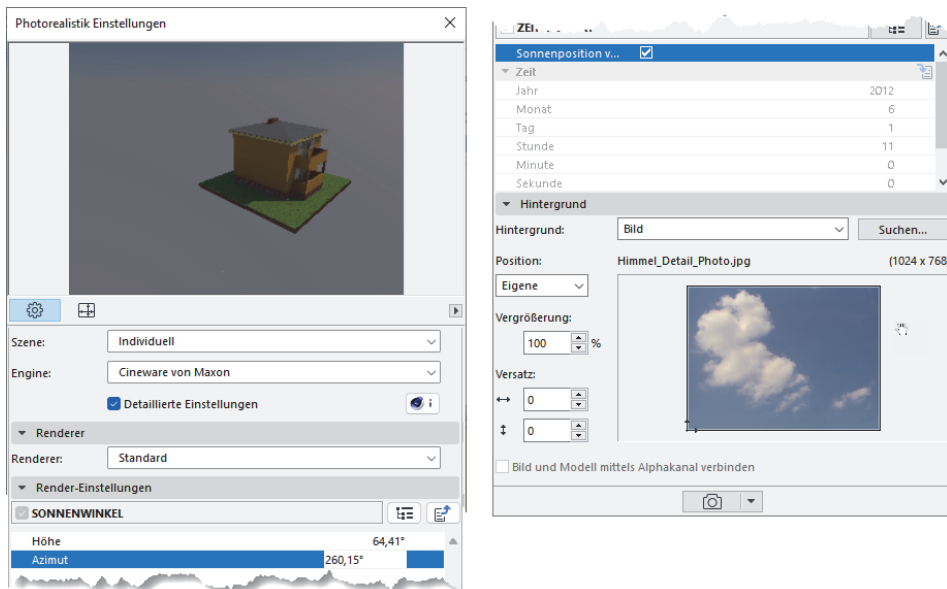 Photorealistik Einstellungen
Szene: Individuell
Engine: Cineware von Maxon
Detaillierte Einstellungen i
Renderer
Renderer: Standard
Render-Einstellungen
SONNENWINKEL
Höhe 64,41°
Azimut 260,15°
Sonnenposition v...
Zeit
Jahr 2012
Monat 6
Tag 1
Stunde 11
Minute 0
Sekunde 0
Hintergrund
Hintergrund: Bild Suchen...
Position: Himmel_Detail_Photo.jpg (1024 x 768
Eigene
Vergrößerung:
100 %
Versatz:
0
0
Bild und Modell mittels Alphakanal verbinden